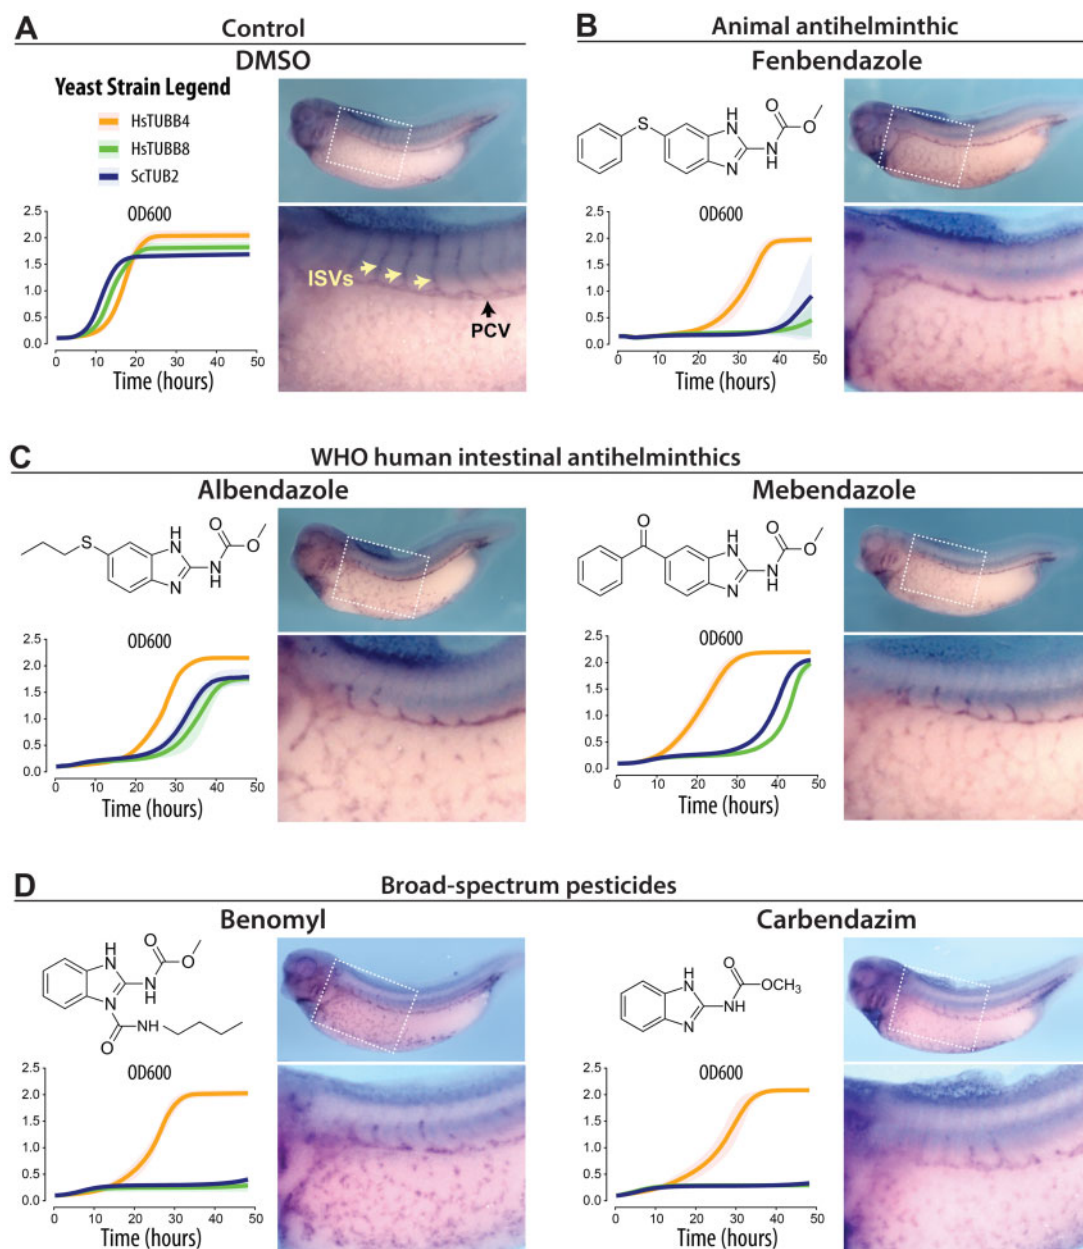 A
Control
DMSO
Yeast Strain Legend
HsTUBB4
HsTUBB8
ScTUB2
OD600
2.5
2.0
1.5
1.0
0.5
0.0
0 10 20 30 40 50
Time (hours)
ISVs
PCV
B
Animal antihelminthic
Fenbendazole
S
H
N
N
NH
O
O
OD600
2.5
2.0
1.5
1.0
0.5
0.0
0 10 20 30 40 50
Time (hours)
C
WHO human intestinal antihelminthics
Albendazole
S
H
N
N
N
H
O
O
OD600
2.5
2.0
1.5
1.0
0.5
0.0
0 10 20 30 40 50
Time (hours)
Mebendazole
O
H
N
N
NH
O
O
OD600
2.5
2.0
1.5
1.0
0.5
0.0
0 10 20 30 40 50
Time (hours)
D
Broad-spectrum pesticides
Benomyl
H
N
N
NH
O
O
O
NH
OD600
2.5
2.0
1.5
1.0
0.5
0.0
0 10 20 30 40 50
Time (hours)
Carbendazim
H
N
N
NH
O
OCH3
OD600
2.5
2.0
1.5
1.0
0.5
0.0
0 10 20 30 40 50
Time (hours)